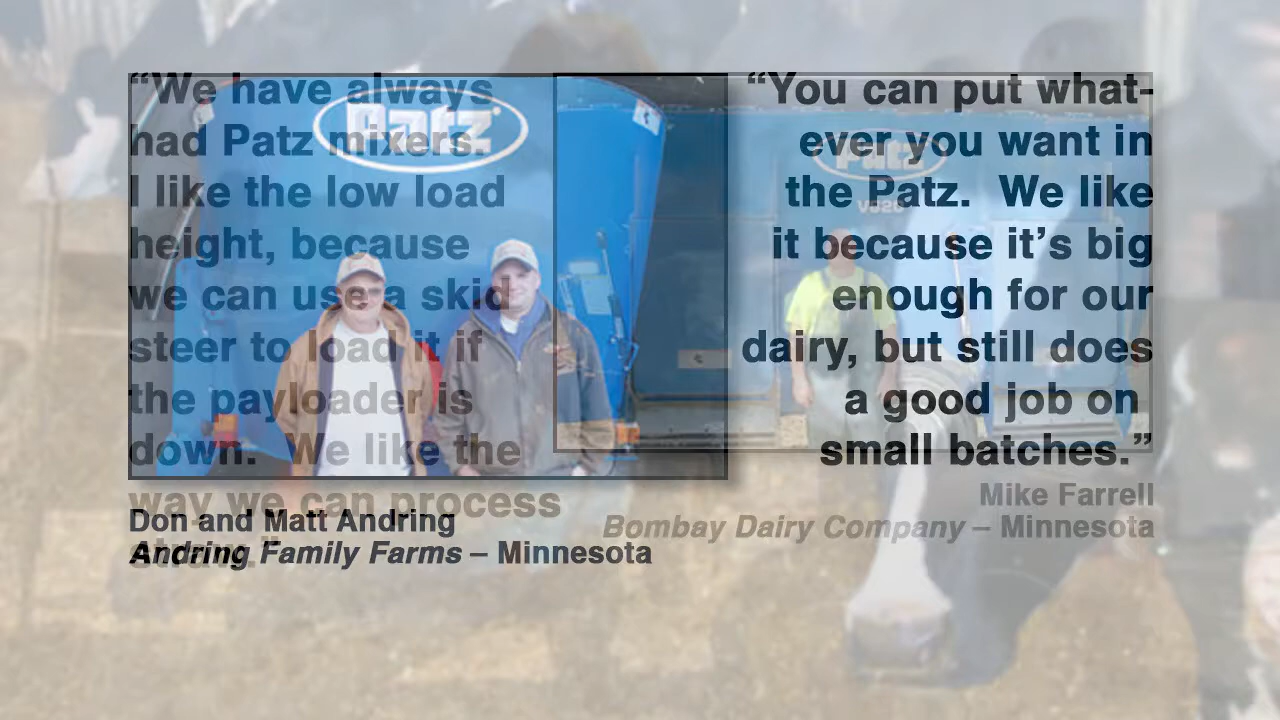 “We have always
had Patz mixers.
I like the low load
height, because
we can use a skid
steer to load it if
the payloader is
down.  We like the
way we can process
Don and Matt Andring
Andring Family Farms – Minnesota
Patz
“You can put what-
ever you want in
the Patz.  We like
it because it’s big
enough for our
dairy, but still does
a good job on
small batches.”
Mike Farrell
Bombay Dairy Company – Minnesota
Patz